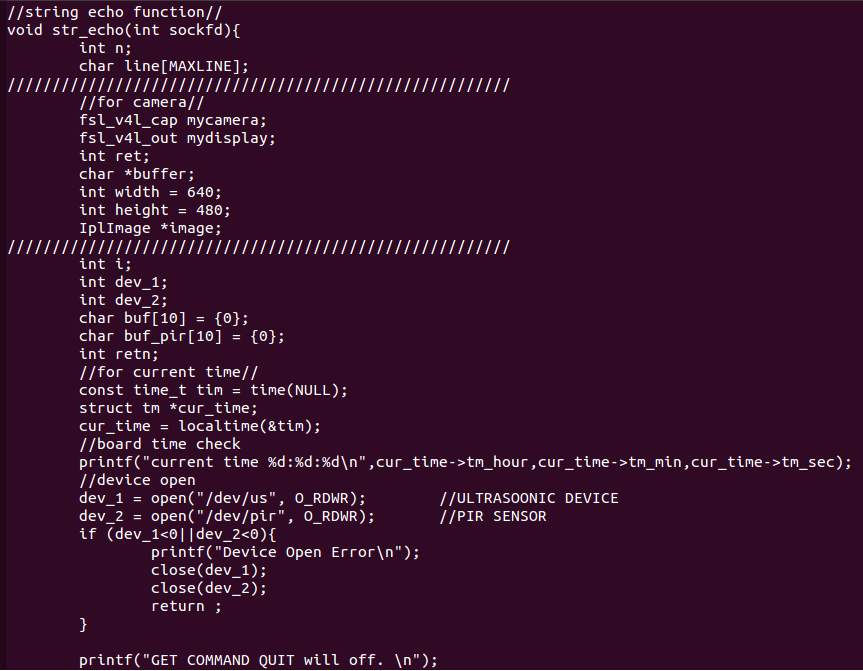 //string echo function//
void str_echo(int sockfd){
        int n;
        char line[MAXLINE];
////////////////////////////////////////////////////////
        //for camera//
        fsl_v4l_cap mycamera;
        fsl_v4l_out mydisplay;
        int ret;
        char *buffer;
        int width = 640;
        int height = 480;
        IplImage *image;
////////////////////////////////////////////////////////
        int i;
        int dev_1;
        int dev_2;
        char buf[10] = {0};
        char buf_pir[10] = {0};
        int retn;
        //for current time//
        const time_t tim = time(NULL);
        struct tm *cur_time;
        cur_time = localtime(&tim);
        //board time check
        printf("current time %d:%d:%d\n",cur_time->tm_hour,cur_time->tm_min,cur_time->tm_sec);
        //device open
        dev_1 = open("/dev/us", O_RDWR);        //ULTRASOONIC DEVICE
        dev_2 = open("/dev/pir", O_RDWR);       //PIR SENSOR
        if (dev_1<0||dev_2<0){
                printf("Device Open Error\n");
                close(dev_1);
                close(dev_2);
                return ;
        }

        printf("GET COMMAND QUIT will off. \n");